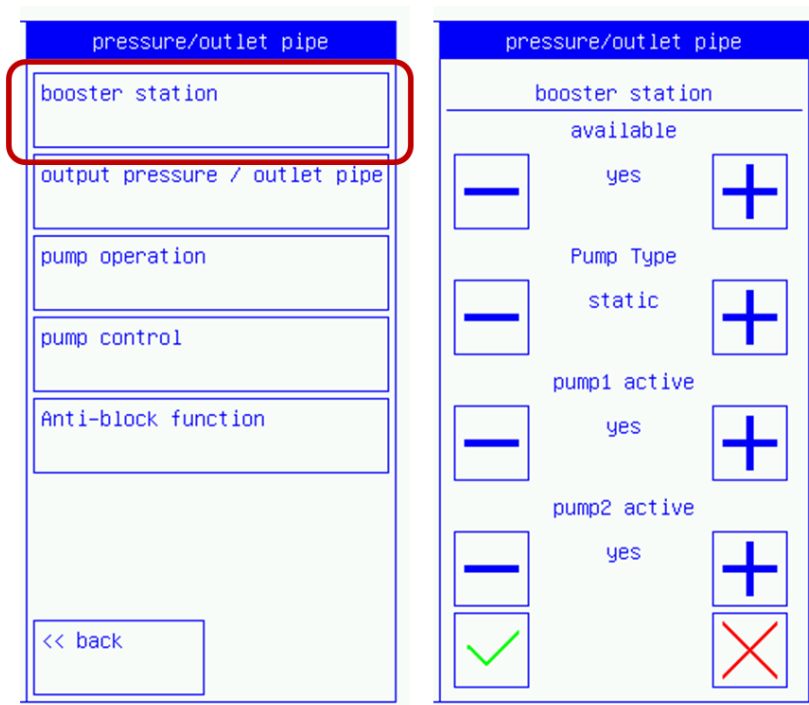 pressure/outlet pipe
booster station
output pressure / outlet pipe
pump operation
pump control
Anti-block function
<< back
pressure/outlet pipe
booster station
available
yes
Pump Type
static
pump1 active
yes
pump2 active
yes